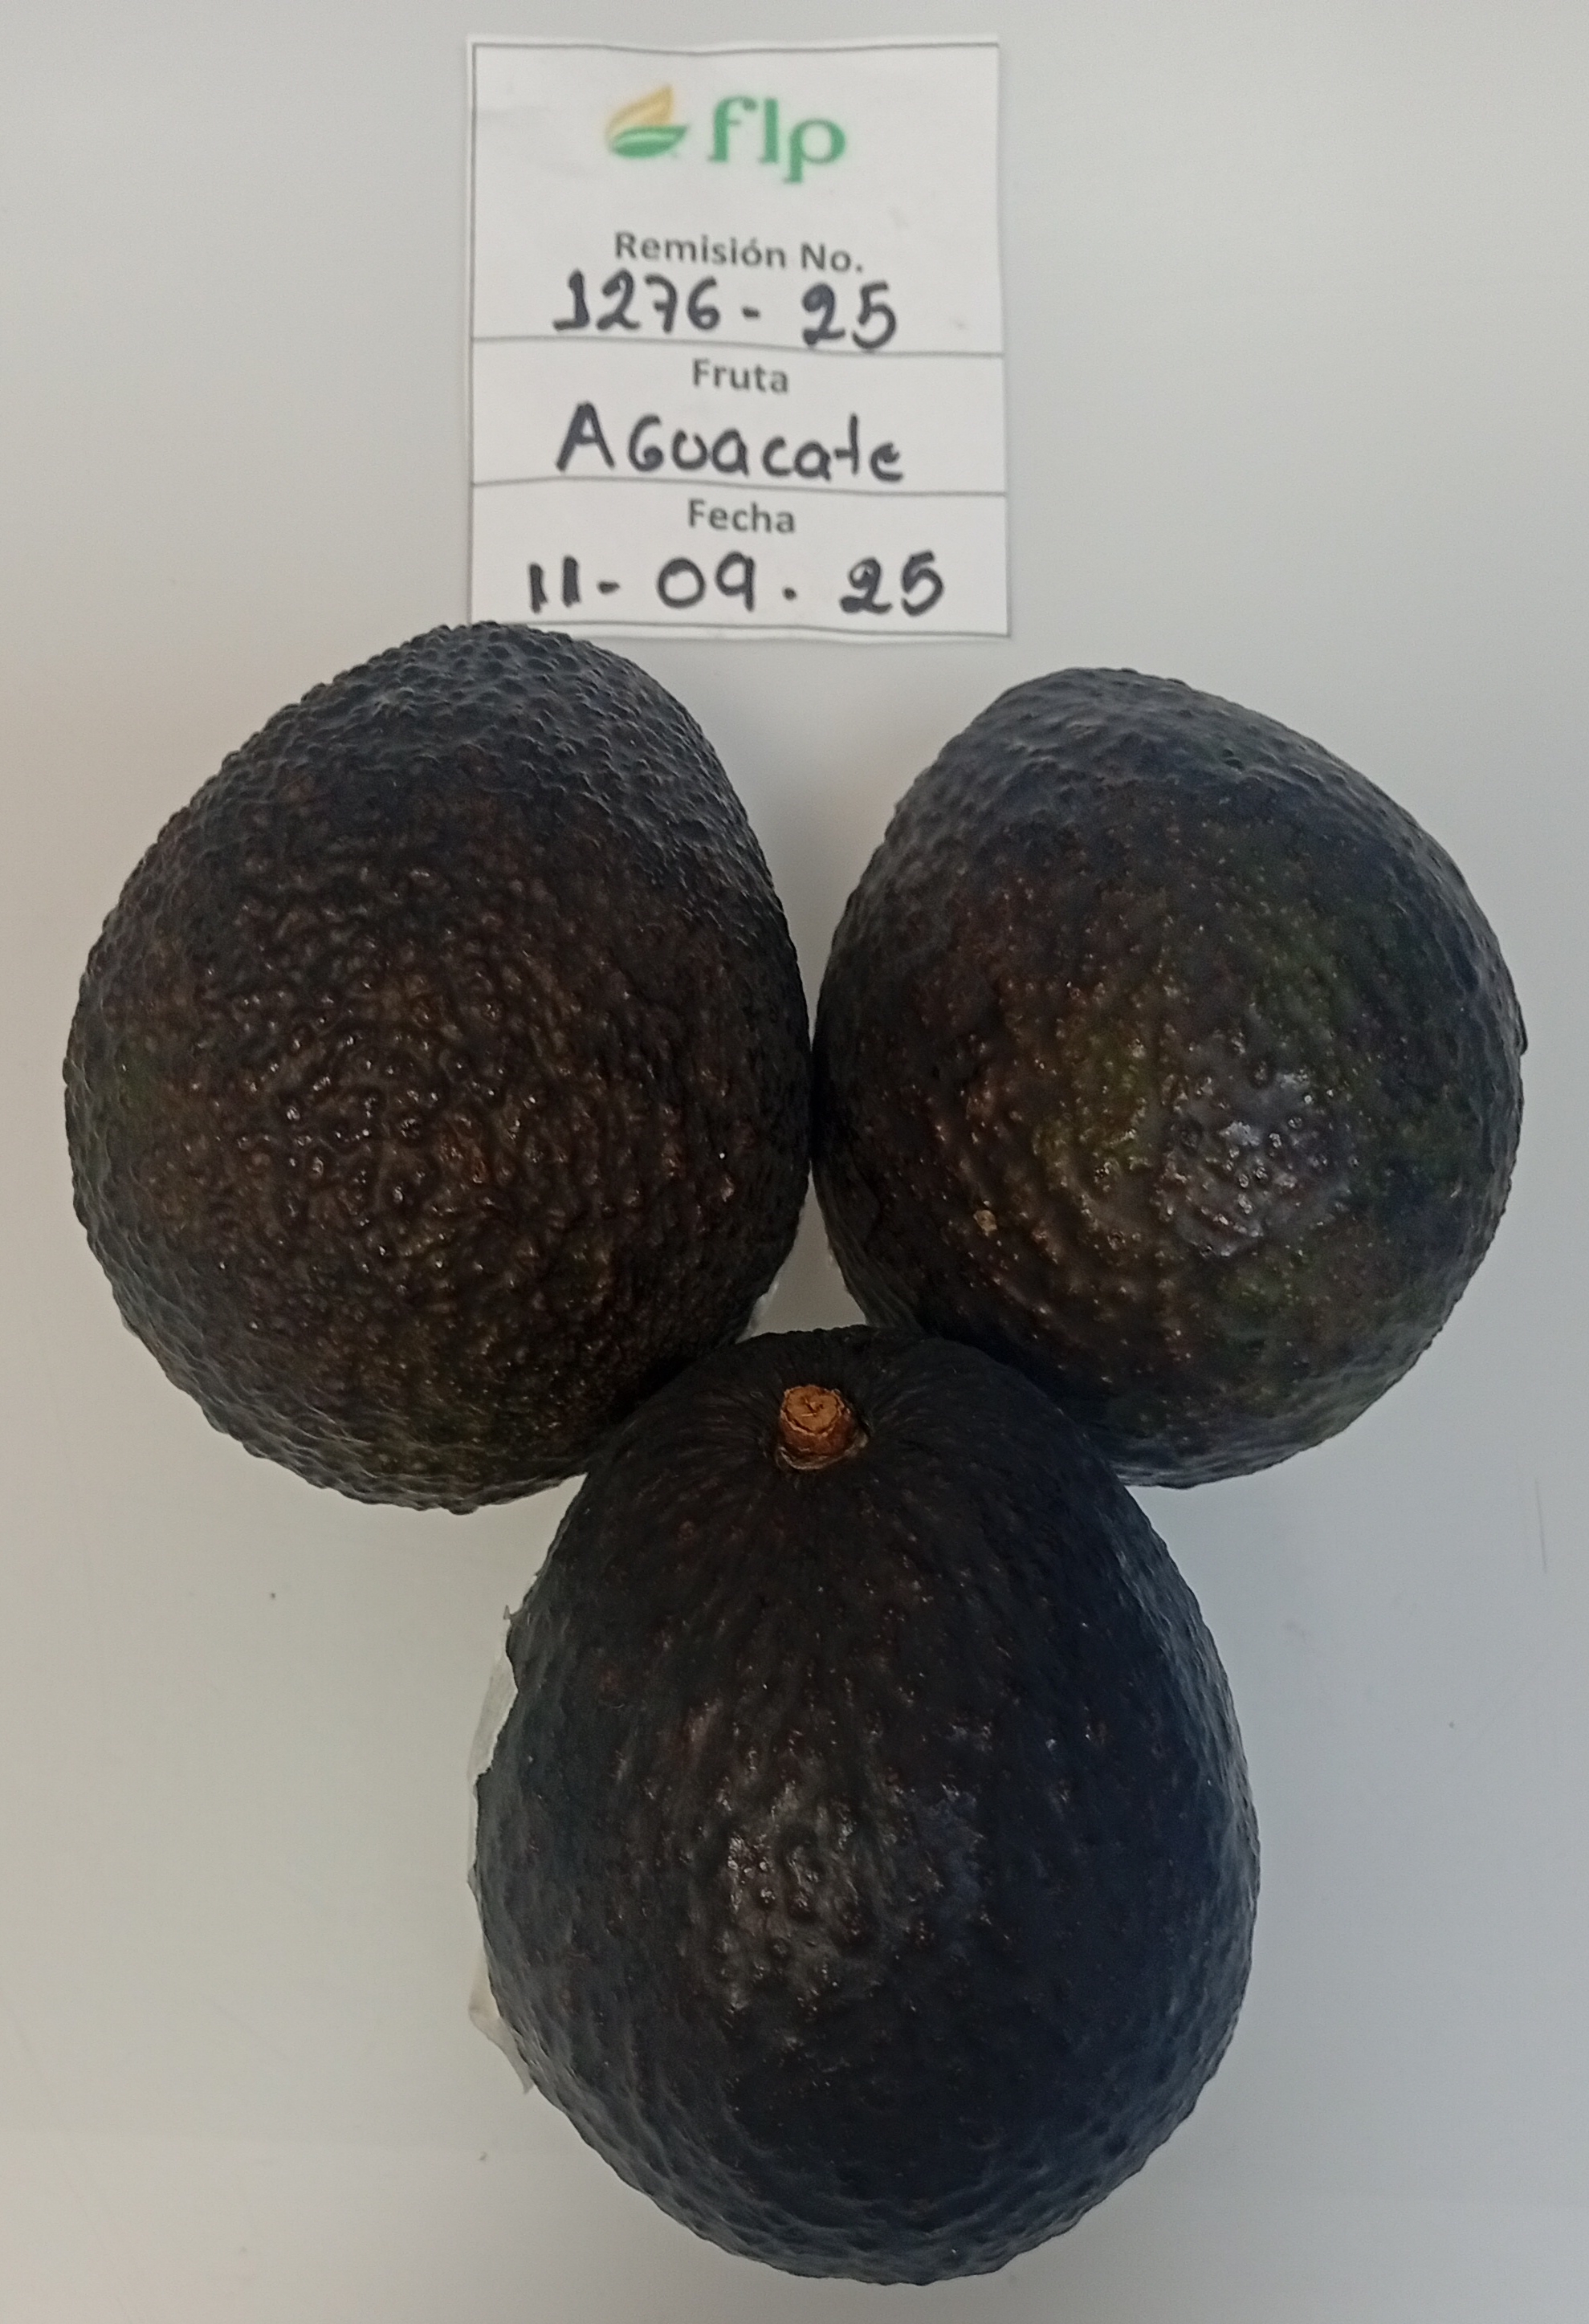 flp
Remisión No.
1276 - 25
Fruta
AGuacate
Fecha
11 - 09 . 25